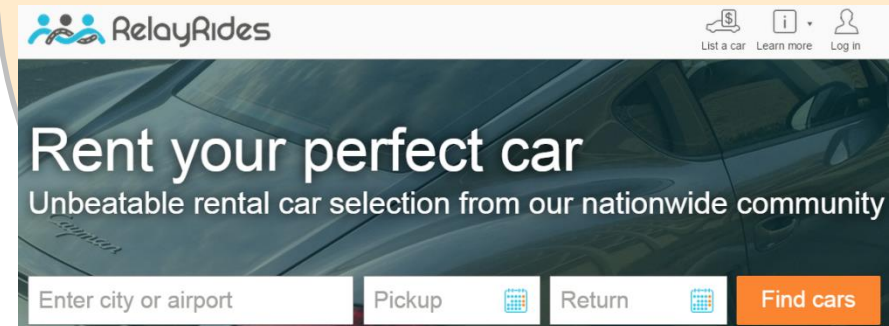 RelayRides
$
i
List a car Learn more Log in
Rent your perfect car
Unbeatable rental car selection from our nationwide community
Cayman
Enter city or airport Pickup Return Find cars